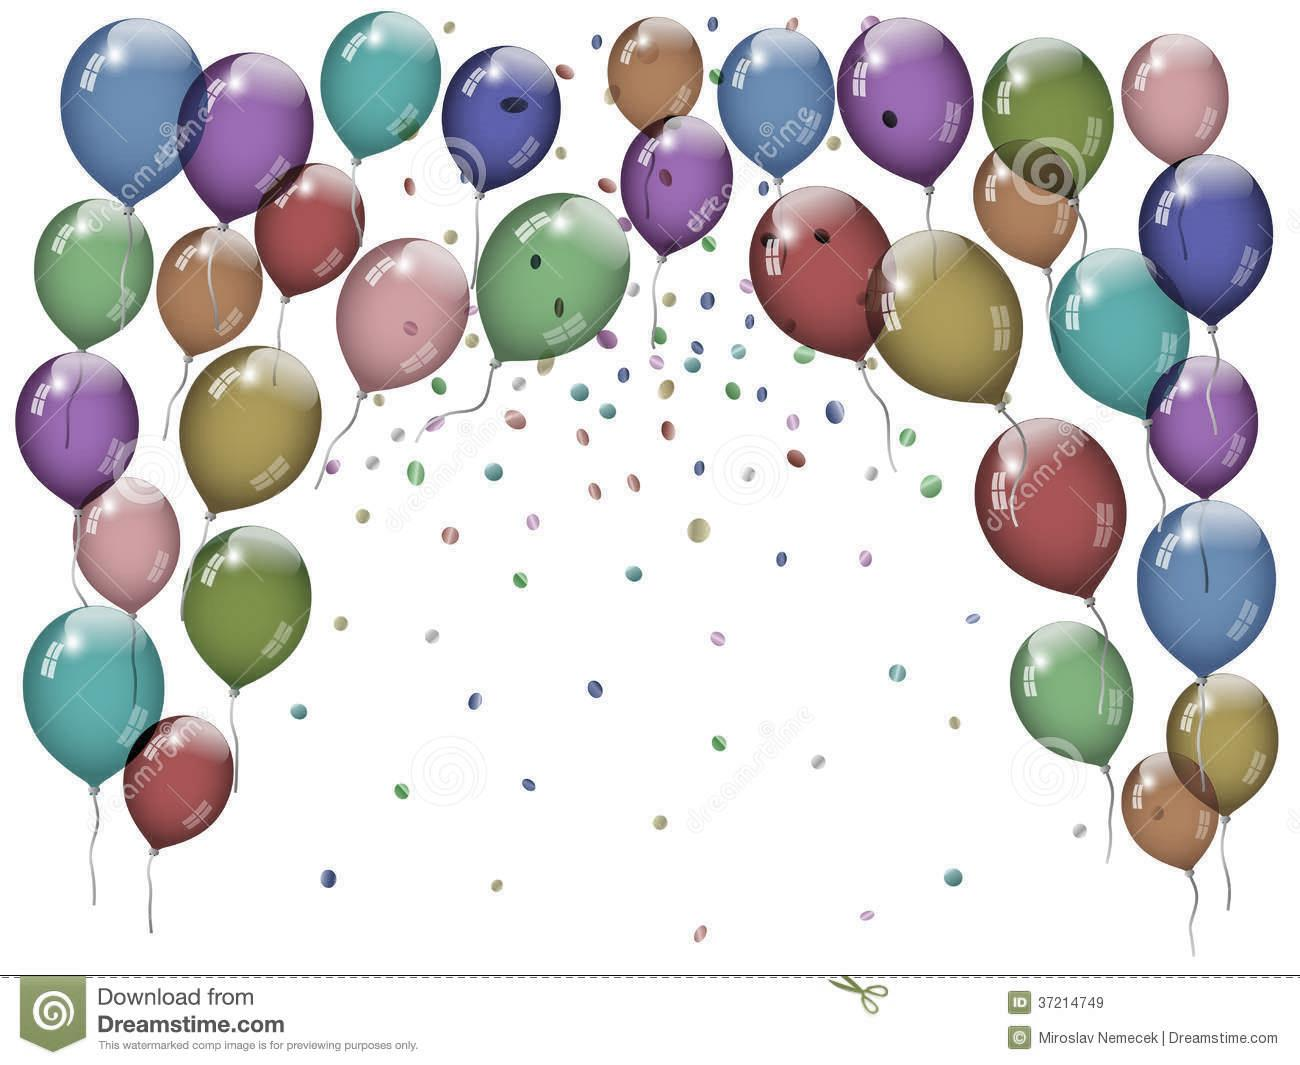 dreamstime
Download from
Dreamstime.com
This watermarked comp image is for previewing purposes only.
ID 37214749
© Miroslav Nemecek | Dreamstime.com